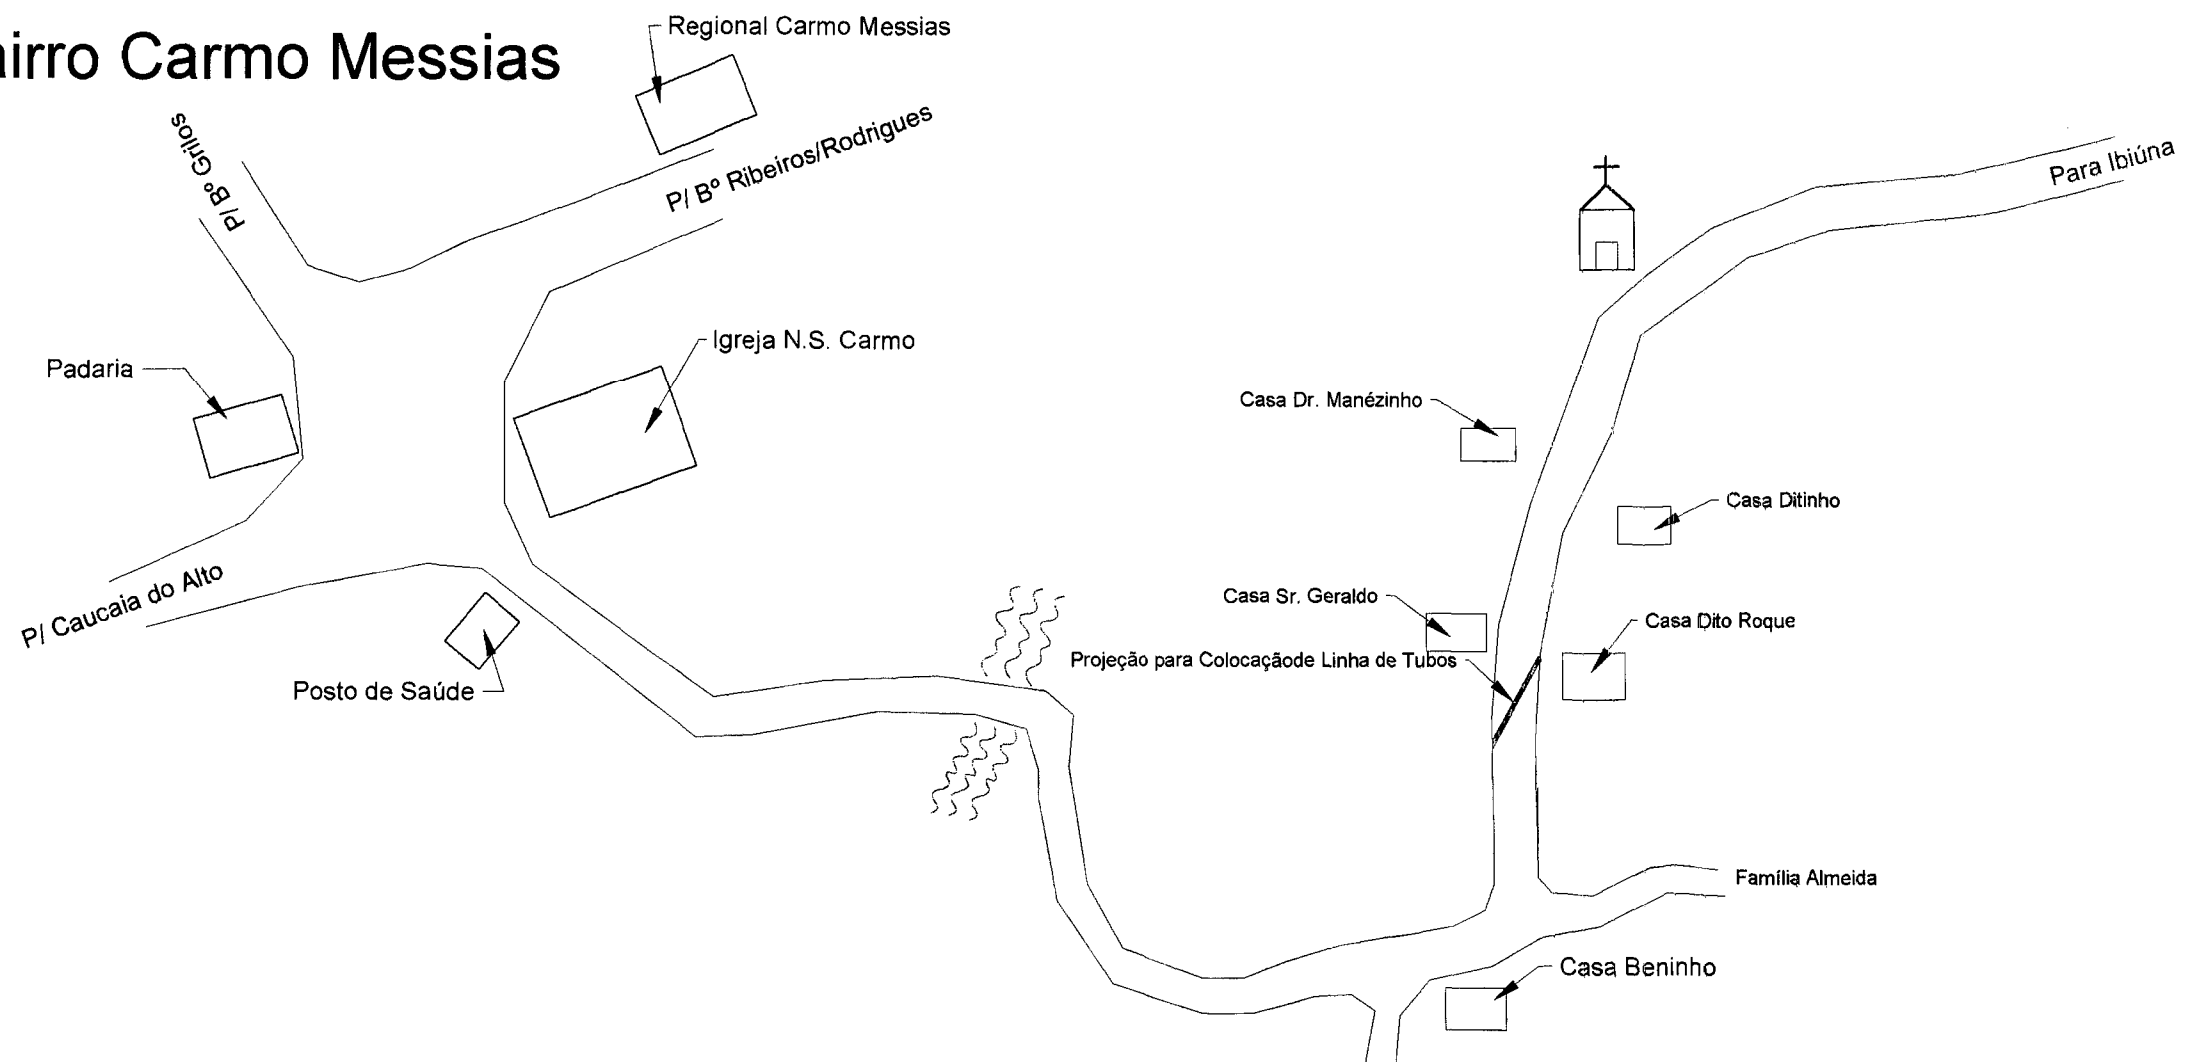 airro Carmo Messias
Regional Carmo Messias
P/ Bº Grilos
P/ Bº Ribeiros/Rodrigues
Para Ibiúna
Igreja N.S. Carmo
Padaria
Casa Dr. Manézinho
Casa Ditinho
P/ Caucaia do Alto
Casa Sr. Geraldo
Casa Dito Roque
Projeção para Colocaçãode Linha de Tubos
Posto de Saúde
Família Almeida
Casa Beninho